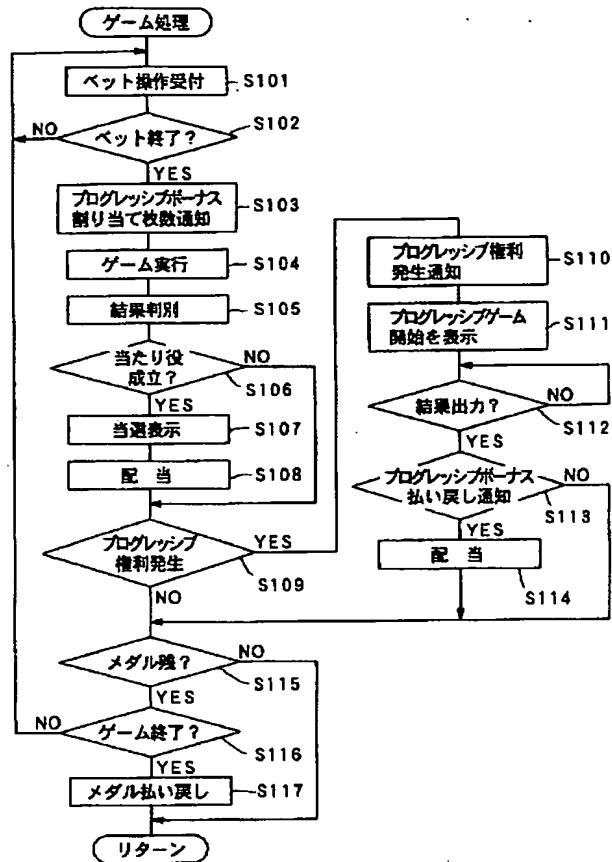 ゲーム処理
ベット操作受付
S101
ベット終了?
S102
NO
YES
プログレッシブボーナス
割り当て枚数通知
S103
ゲーム実行
S104
結果判別
S105
当たり役
成立?
NO
S106
YES
当選表示
S107
配 当
S108
プログレッシブ
権利発生
YES
S109
NO
プログレッシブ権利
発生通知
S110
プログレッシブゲーム
開始を表示
S111
結果出力?
NO
S112
YES
プログレッシブボーナス
払い戻し通知
NO
S113
YES
配 当
S114
メダル残?
NO
S115
YES
ゲーム終了?
NO
S116
YES
メダル払い戻し
S117
リターン